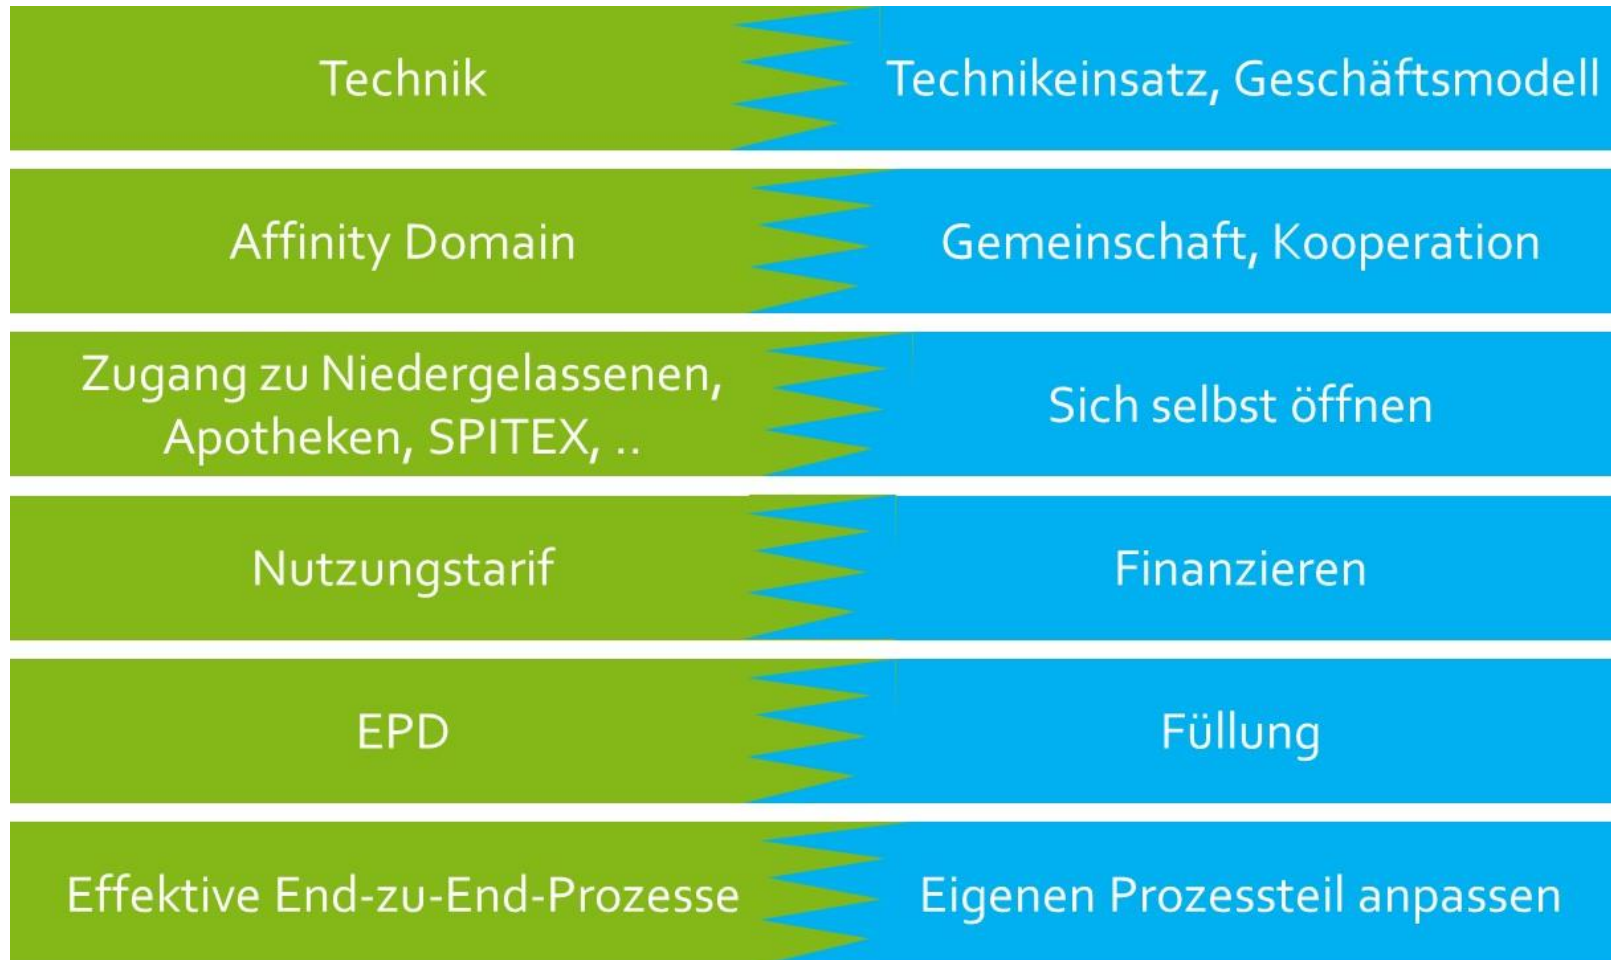 Technik
Technikeinsatz, Geschäftsmodell
Affinity Domain
Gemeinschaft, Kooperation
Zugang zu Niedergelassenen,
Apotheken, SPITEX, ..
Sich selbst öffnen
Nutzungstarif
Finanzieren
EPD
Füllung
Effektive End-zu-End-Prozesse
Eigenen Prozessteil anpassen